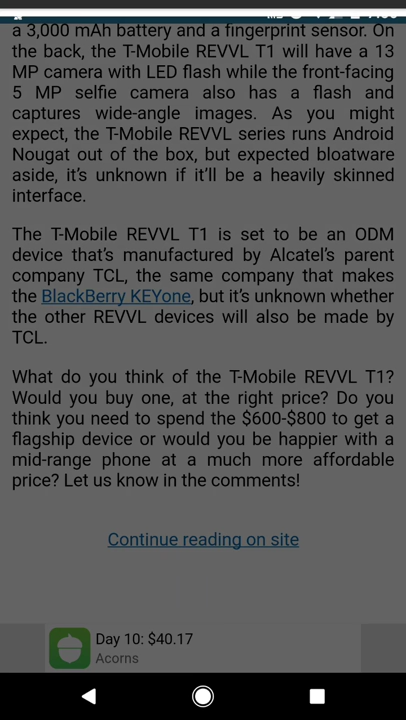 a 3,000 mAh battery and a fingerprint sensor. On
the back, the T-Mobile REVVL T1 will have a 13
MP camera with LED flash while the front-facing
5 MP selfie camera also has a flash and
captures wide-angle images. As you might
expect, the T-Mobile REVVL series runs Android
Nougat out of the box, but expected bloatware
aside, it's unknown if it'll be a heavily skinned
interface.
The T-Mobile REVVL T1 is set to be an ODM
device that's manufactured by Alcatel's parent
company TCL, the same company that makes
the BlackBerry KEYone, but it's unknown whether
the other REVVL devices will also be made by
TCL.
What do you think of the T-Mobile REVVL T1?
Would you buy one, at the right price? Do you
think you need to spend the $600-$800 to get a
flagship device or would you be happier with a
mid-range phone at a much more affordable
price? Let us know in the comments!
Continue reading on site
Day 10: $40.17
Acorns